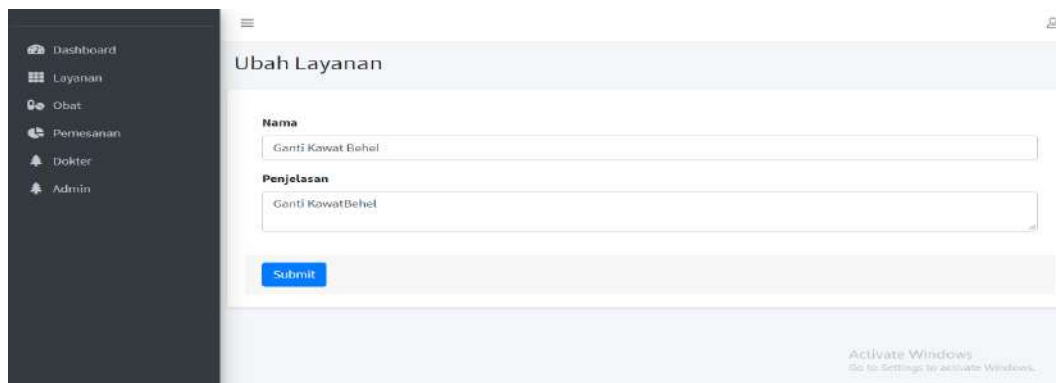 Dashboard
Layanan
Obat
Pemesanan
Dokter
Admin
Ubah Layanan
Nama
Ganti Kawat Behel
Penjelasan
Ganti KawatBehel
Submit
Activate Windows
Go to Settings to activate Windows.